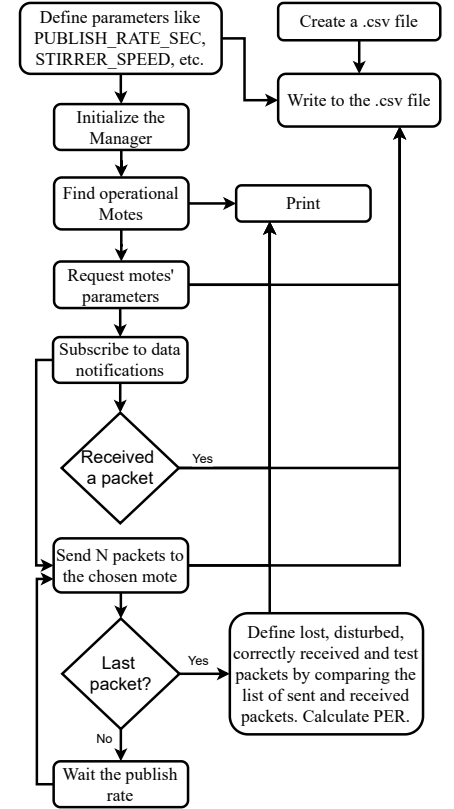 Define parameters like
PUBLISH_RATE_SEC,
STIRRER_SPEED, etc.
Create a .csv file
Write to the .csv file
Initialize the
Manager
Find operational
Motes
Print
Request motes'
parameters
Subscribe to data
notifications
Received
a packet
Yes
Send N packets to
the chosen mote
Last
packet?
Yes
Define lost, disturbed,
correctly received and test
packets by comparing the
list of sent and received
packets. Calculate PER.
No
Wait the publish
rate